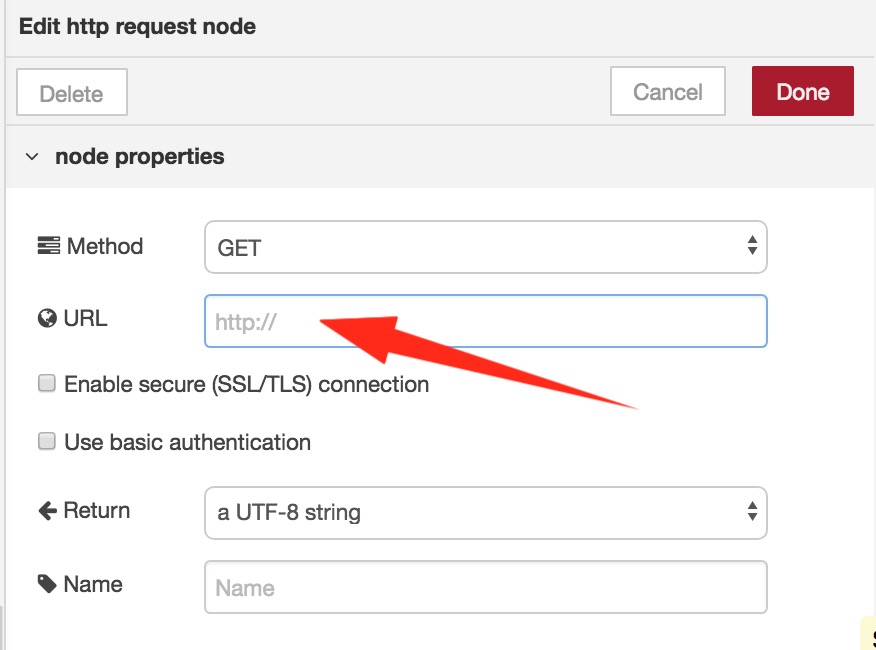 Edit http request node
Delete
Cancel
Done
node properties
Method
GET
URL
http://
Enable secure (SSL/TLS) connection
Use basic authentication
Return
a UTF-8 string
Name
Name